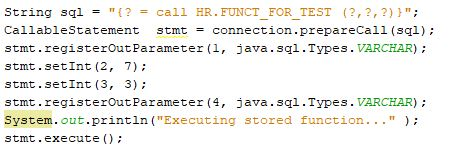 String sql = "{? = call HR.FUNCT_FOR_TEST (?,?,?)}";
CallableStatement  stmt = connection.prepareCall(sql);
stmt.registerOutParameter(1, java.sql.Types.VARCHAR);
stmt.setInt(2, 7);
stmt.setInt(3, 3);
stmt.registerOutParameter(4, java.sql.Types.VARCHAR);
System.out.println("Executing stored function..." );
stmt.execute();